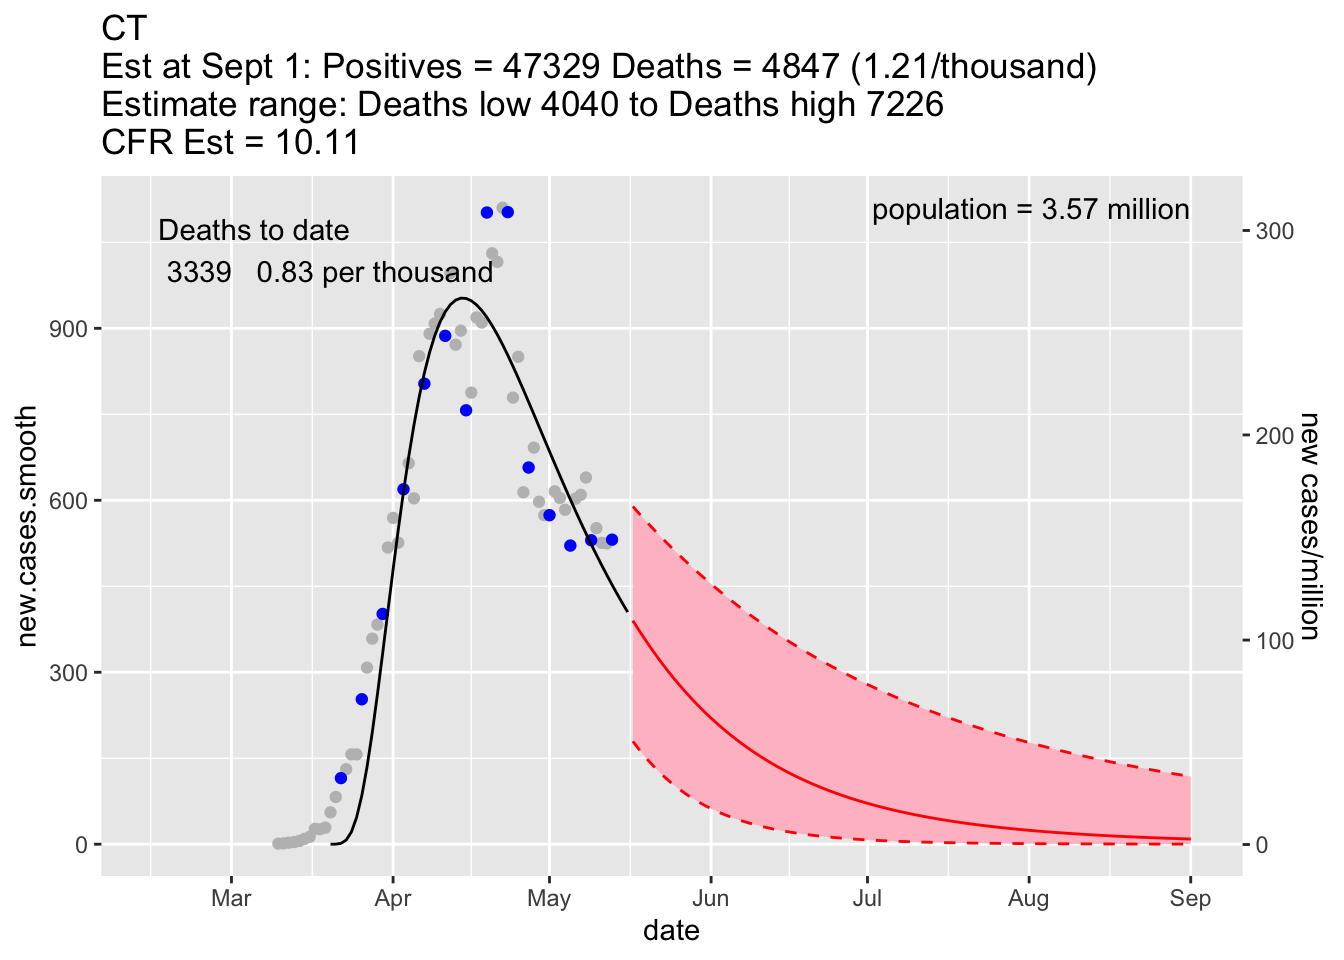 CT
Est at Sept 1: Positives = 47329 Deaths = 4847 (1.21/thousand)
Estimate range: Deaths low 4040 to Deaths high 7226
CFR Est = 10.11
population = 3.57 million
Deaths to date
3339 0.83 per thousand
new.cases.smooth
900
600
300
0
300
200
100
0
new cases/million
Mar Apr May Jun Jul Aug Sep
date